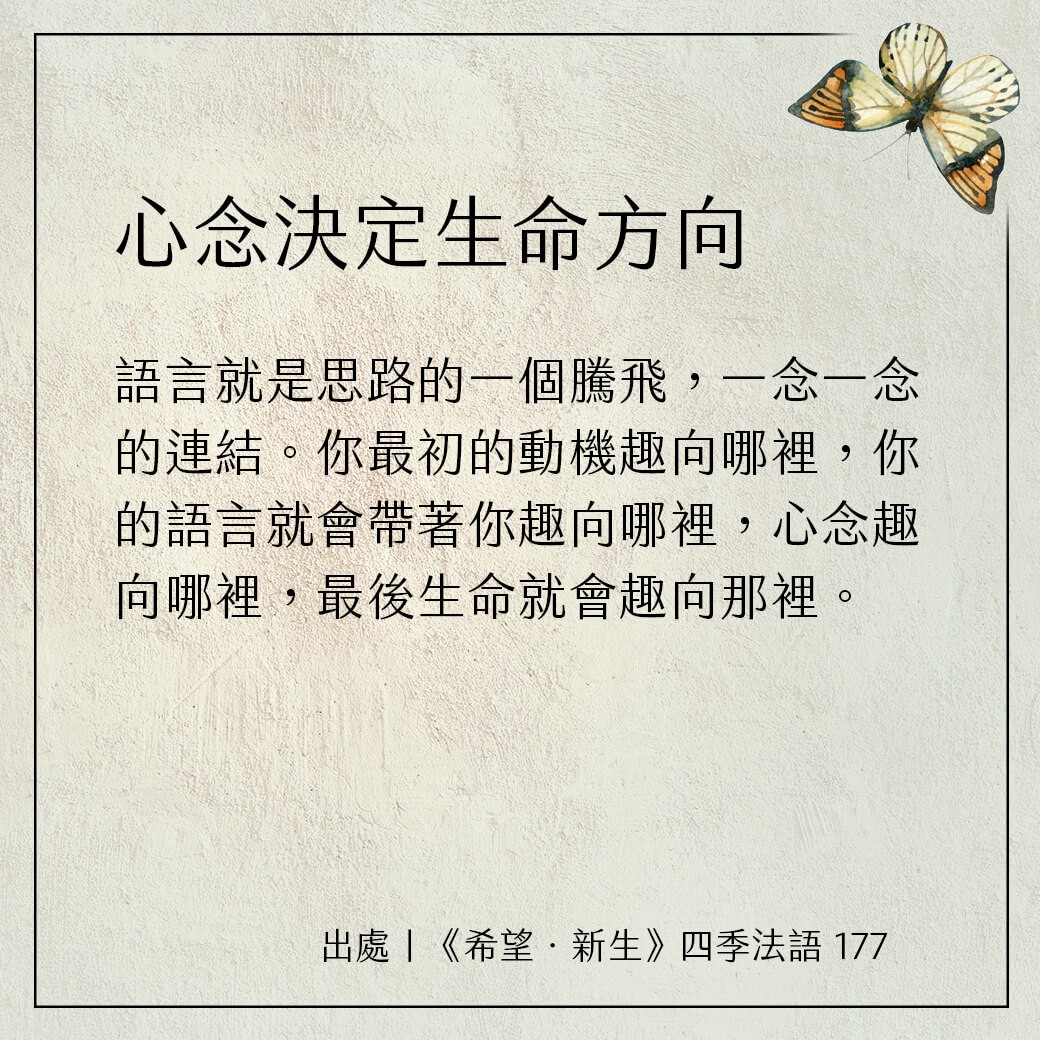 心念決定生命方向
語言就是思路的一個騰飛，一念一念
的連結。你最初的動機趣向哪裡，你
的語言就會帶著你趣向哪裡，心念趣
向哪裡，最後生命就會趣向那裡。
出處｜《希望‧新生》四季法語 177